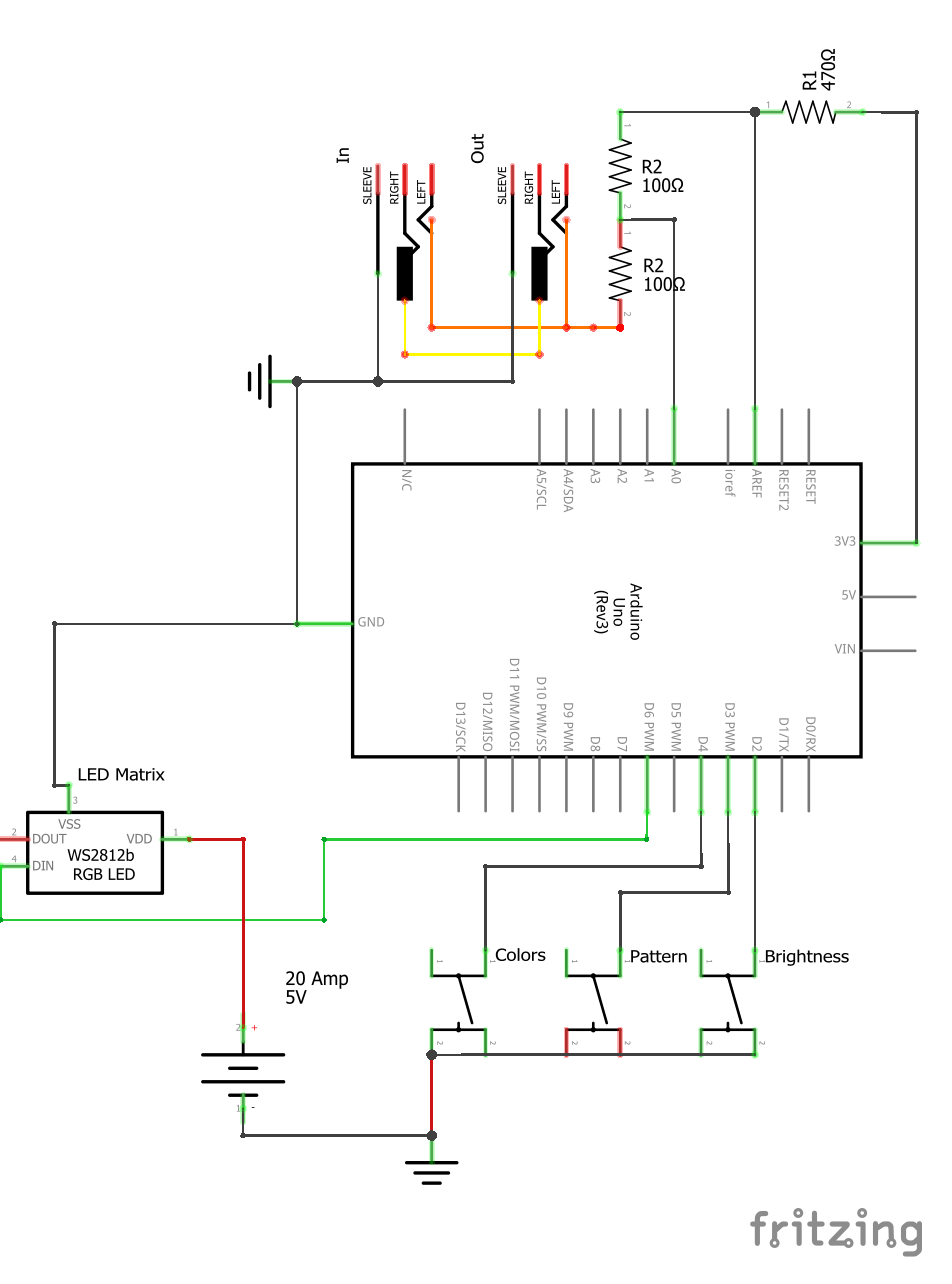 R1
470Ω
1
2
In
Out
SLEEVE
RIGHT
LEFT
SLEEVE
RIGHT
LEFT
1
R2
100Ω
2
1
R2
100Ω
2
N/C
A5/SCL
A4/SDA
A3
A2
A1
A0
ioref
AREF
RESET2
RESET
3V3
5V
VIN
GND
Arduino
Uno
(Rev3)
D13/SCK
D12/MISO
D11 PWM/MOSI
D10 PWM/SS
D9 PWM
D8
D7
D6 PWM
D5 PWM
D4
D3 PWM
D2
D1/TX
D0/RX
LED Matrix
3
VSS
2
DOUT
VDD
1
4
DIN
WS2812b
RGB LED
20 Amp
5V
2
+
1
-
Colors
1
1
2
2
Pattern
1
1
2
2
Brightness
1
1
2
2
fritzing